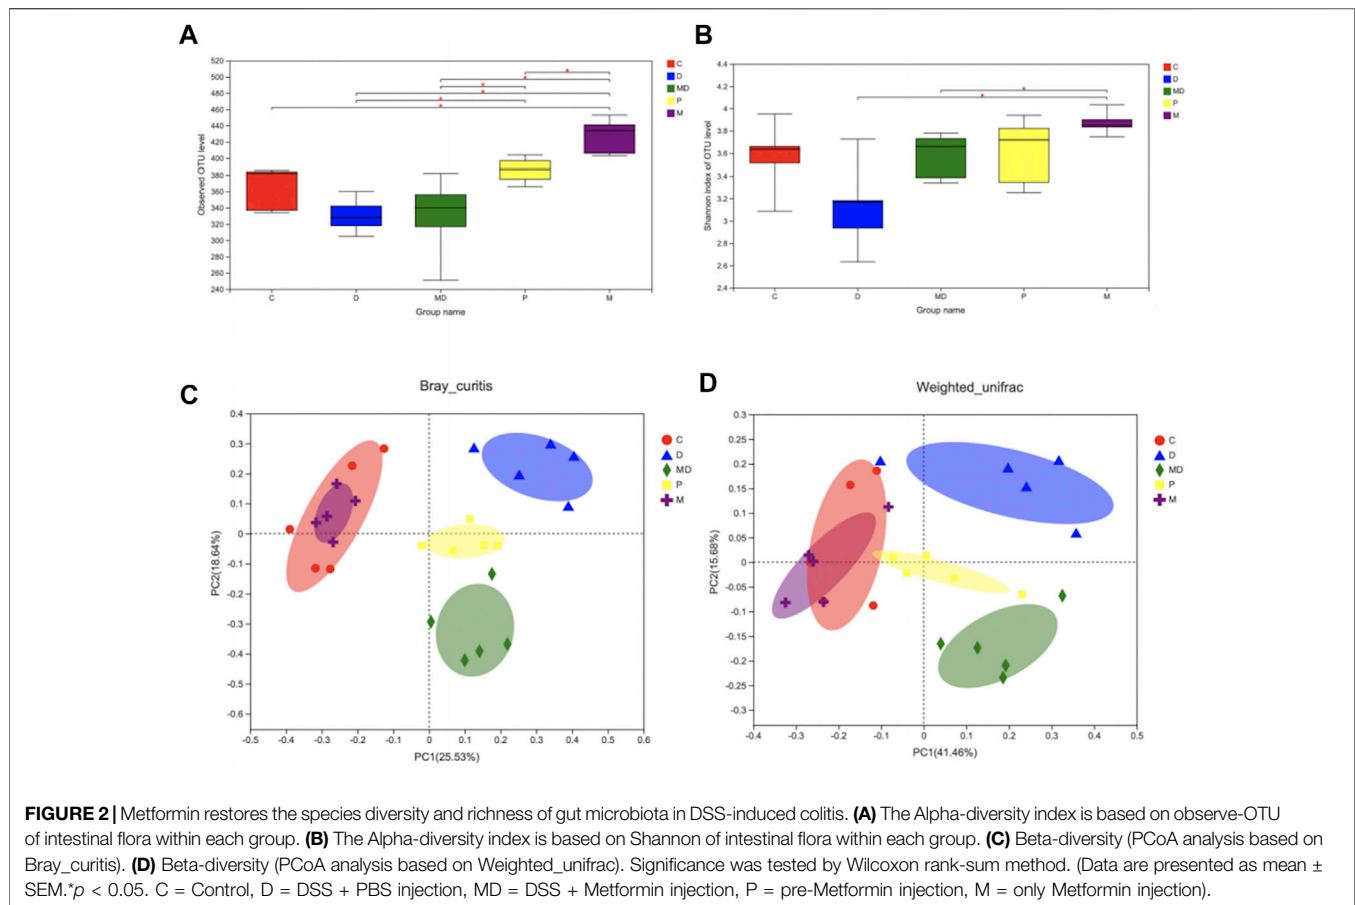 A
520
500
480
460
440
420
400
380
360
340
320
300
280
260
240
Observed OTU level
C
D
MD
P
M
Group name
C
D
MD
P
M
* * * * * * *
B
4.4
4.2
4
3.8
3.6
3.4
3.2
3
2.8
2.6
2.4
Shannon index of OTU level
C
D
MD
P
M
Group name
C
D
MD
P
M
* *
C
Bray_curitis
0.4
0.3
0.2
0.1
0
-0.1
-0.2
-0.3
-0.4
-0.5
-0.6
PC2(18.64%)
-0.5 -0.4 -0.3 -0.2 -0.1 0 0.1 0.2 0.3 0.4 0.5 0.6
PC1(25.53%)
C
D
MD
P
M
D
Weighted_unifrac
0.3
0.25
0.2
0.15
0.1
0.05
0
-0.05
-0.1
-0.15
-0.2
-0.25
-0.3
PC2(15.68%)
-0.4 -0.3 -0.2 -0.1 0 0.1 0.2 0.3 0.4 0.5
PC1(41.46%)
C
D
MD
P
M
FIGURE 2 | Metformin restores the species diversity and richness of gut microbiota in DSS-induced colitis. (A) The Alpha-diversity index is based on observe-OTU
of intestinal flora within each group. (B) The Alpha-diversity index is based on Shannon of intestinal flora within each group. (C) Beta-diversity (PCoA analysis based on
Bray_curitis). (D) Beta-diversity (PCoA analysis based on Weighted_unifrac). Significance was tested by Wilcoxon rank-sum method. (Data are presented as mean ±
SEM.*p < 0.05. C = Control, D = DSS + PBS injection, MD = DSS + Metformin injection, P = pre-Metformin injection, M = only Metformin injection).